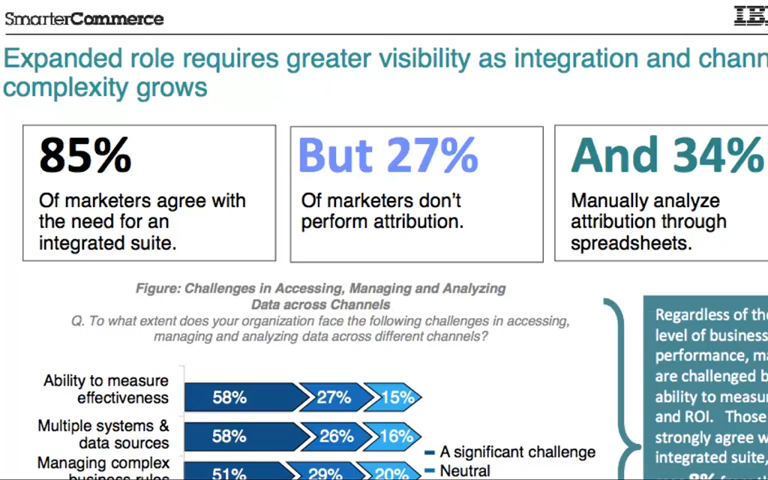 SmarterCommerce
Expanded role requires greater visibility as integration and
complexity grows
85%
Of marketers agree with
the need for an
integrated suite.
But 27%
Of marketers don't
perform attribution.
And 34%
Manually analyze
attribution through
spreadsheets.
Figure: Challenges in Accessing, Managing and Analyzing
Data across Channels
Q. To what extent does your organization face the following challenges in accessing,
managing and analyzing data across different channels?
Ability to measure
effectiveness
58% 27% 15%
Multiple systems &
data sources
58% 26% 16%
Managing complex
business rules
51% 29% 20%
A significant challenge
Neutral
Regardless of the
level of business
performance,
are challenged
ability to
and ROI. Those
strongly agree
integrated suite,
8%